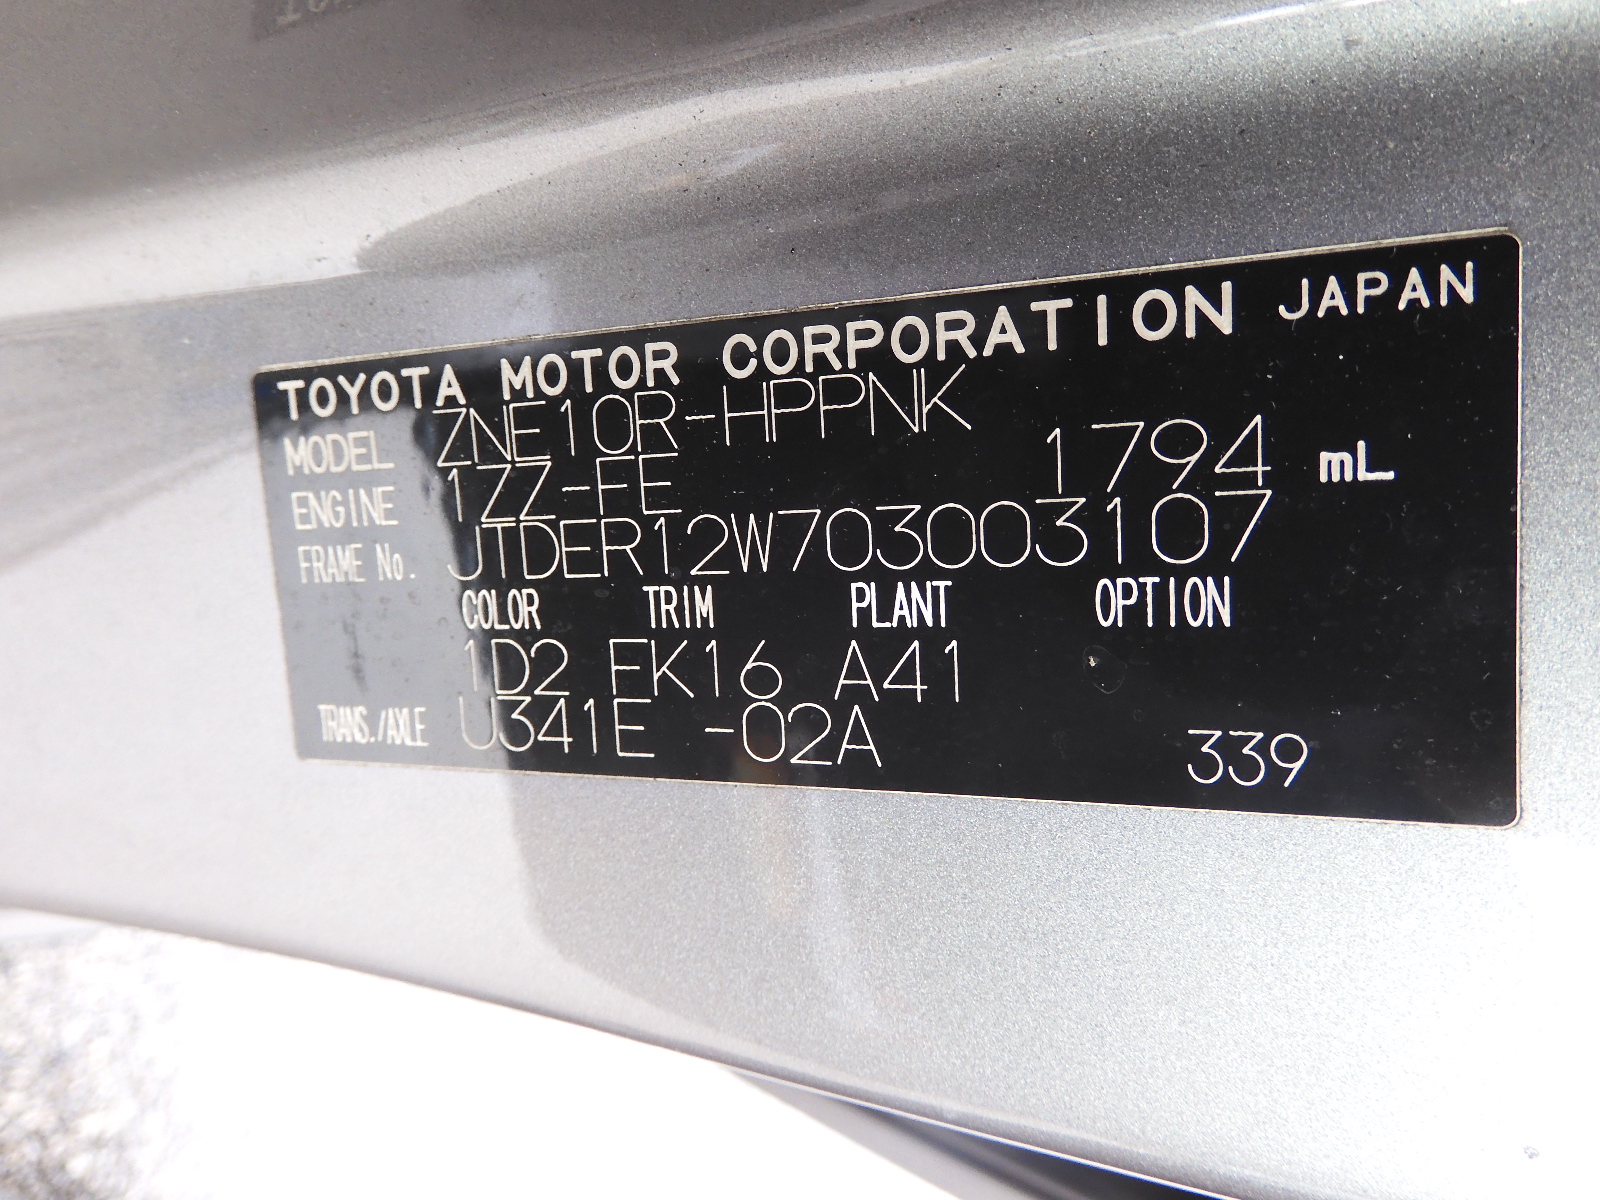 TOYOTA MOTOR CORPORATION JAPAN
MODEL ZNE10R-HPPNK
ENGINE 1ZZ-FE 1794 mL
FRAME No. JTDER12W703003107
COLOR TRIM PLANT OPTION
1D2 FK16 A41
TRANS./AXLE U341E -02A 339